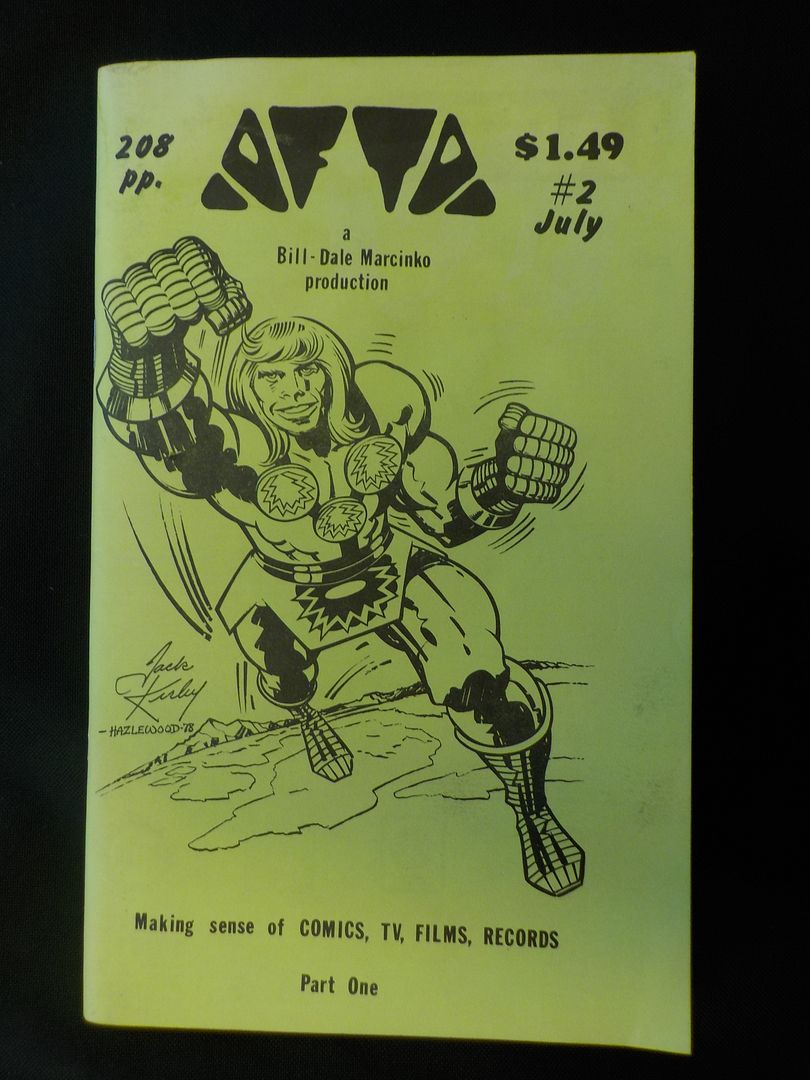 208
pp.
AFTA
$1.49
#2
July
a
Bill-Dale Marcinko
production
Jack
Kirby
-HAZLEWOOD-'78
Making sense of COMICS, TV, FILMS, RECORDS
Part One